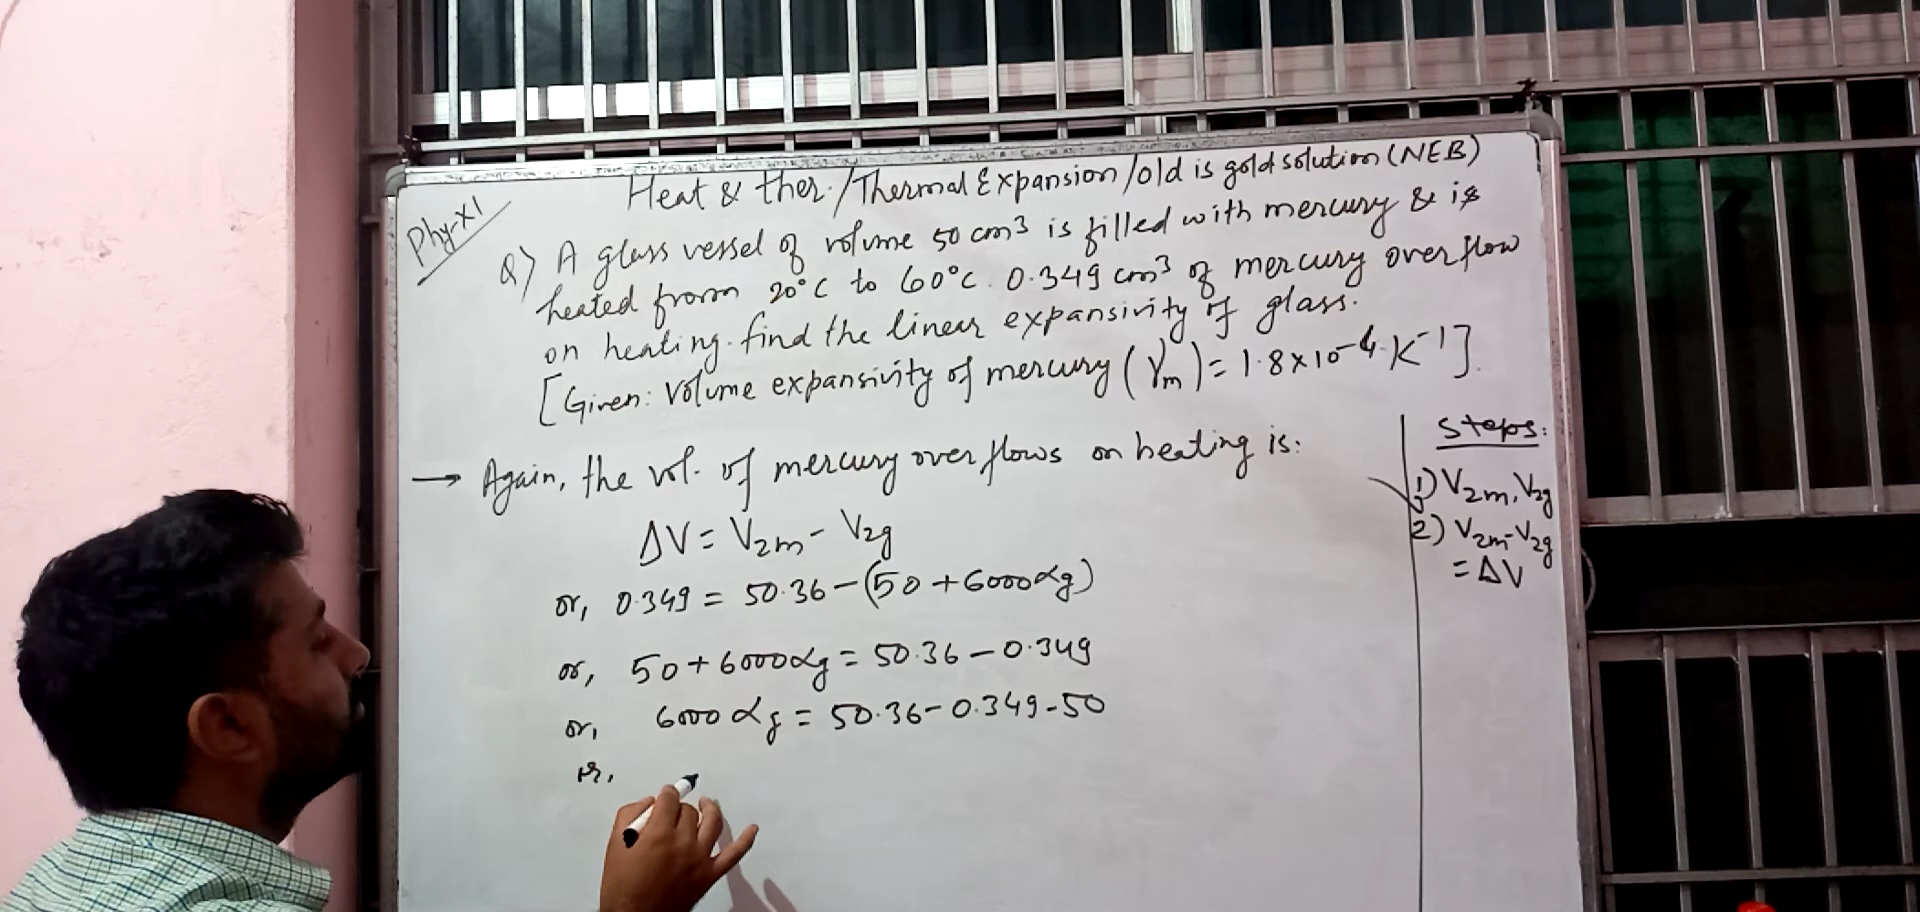 Phy-XI
Heat & ther./Thermal Expansion/old is gold solution (NEB)
Q) A glass vessel of volume 50 cm³ is filled with mercury & is
heated from 20°C to 60°C. 0.349 cm³ of mercury overflow
on heating. find the linear expansivity of glass.
[Given: Volume expansivity of mercury (γm) = 1.8×10⁻⁴ K⁻¹].
→ Again, the vol. of mercury overflows on heating is:
ΔV = V2m - V2g
or, 0.349 = 50.36 - (50 + 6000αg)
or, 50 + 6000αg = 50.36 - 0.349
or, 6000αg = 50.36 - 0.349 - 50
or,
Steps:
1) V2m, V2g
2) V2m - V2g
= ΔV